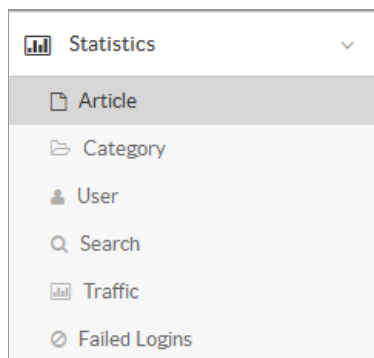 Statistics
Article
Category
User
Search
Traffic
Failed Logins